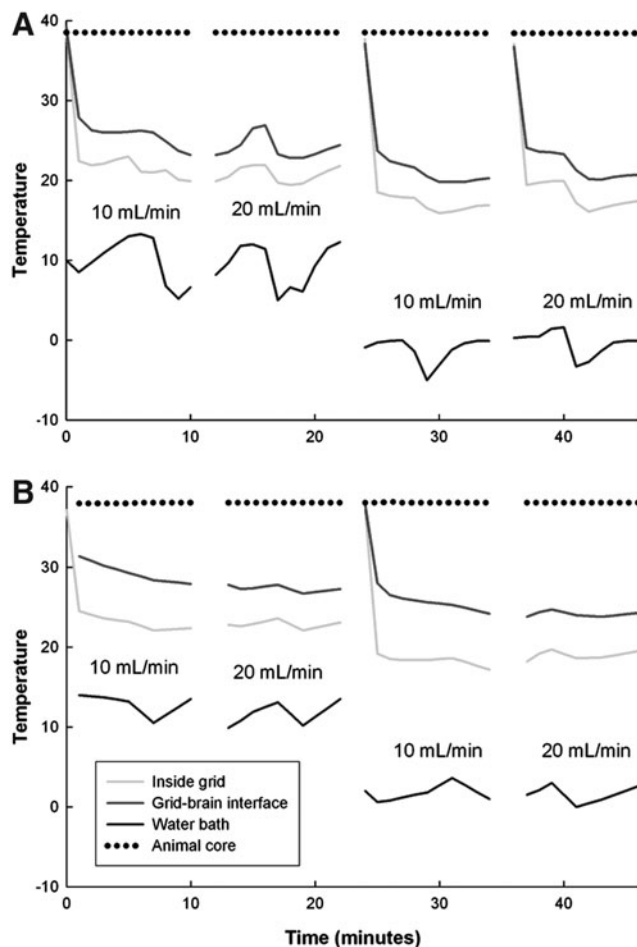 A
40
30
20
10
0
-10
Temperature
10 mL/min
20 mL/min
10 mL/min
20 mL/min
0
10
20
30
40
B
40
30
20
10
0
-10
Temperature
10 mL/min
20 mL/min
10 mL/min
20 mL/min
Inside grid
Grid-brain interface
Water bath
Animal core
0
10
20
30
40
Time (minutes)